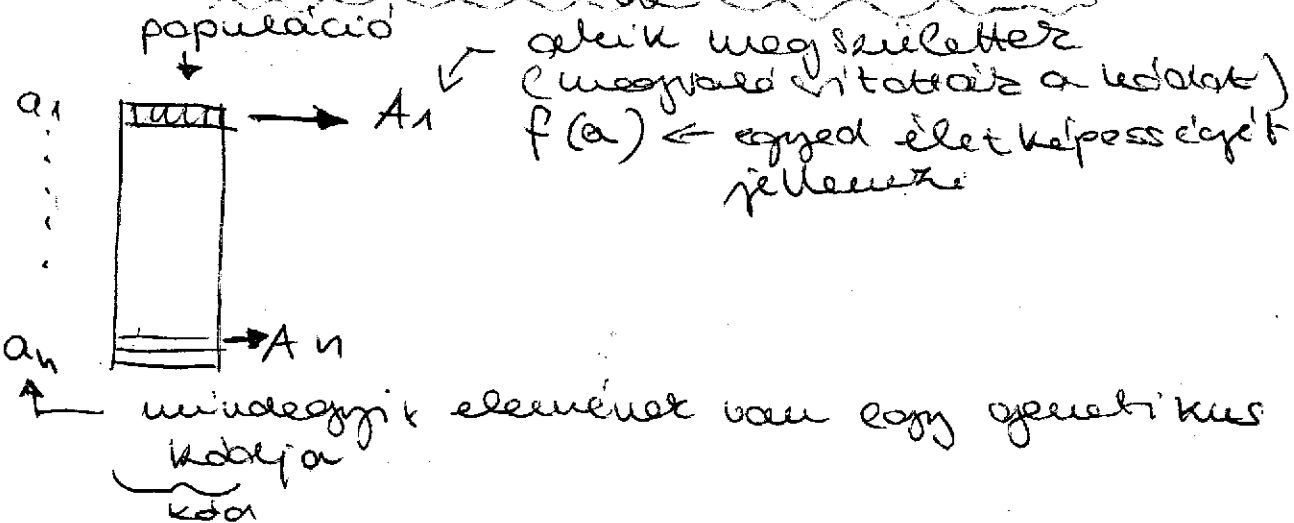 populáció
akik megszülettek
(megvalósították a kódot)
a1 → A1
f(a) ← egyed életképességét
jellemzi
an → An
mindegyik elemének van egy genetikus
kódja
kód